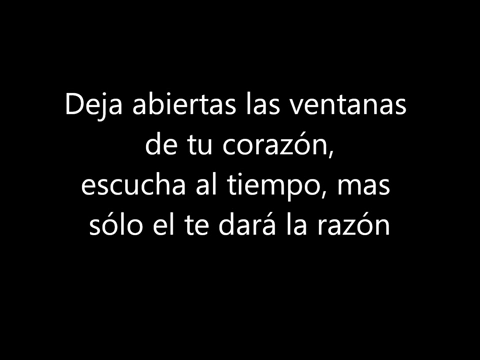 Deja abiertas las ventanas
de tu corazón,
escucha al tiempo, mas
sólo el te dará la razón